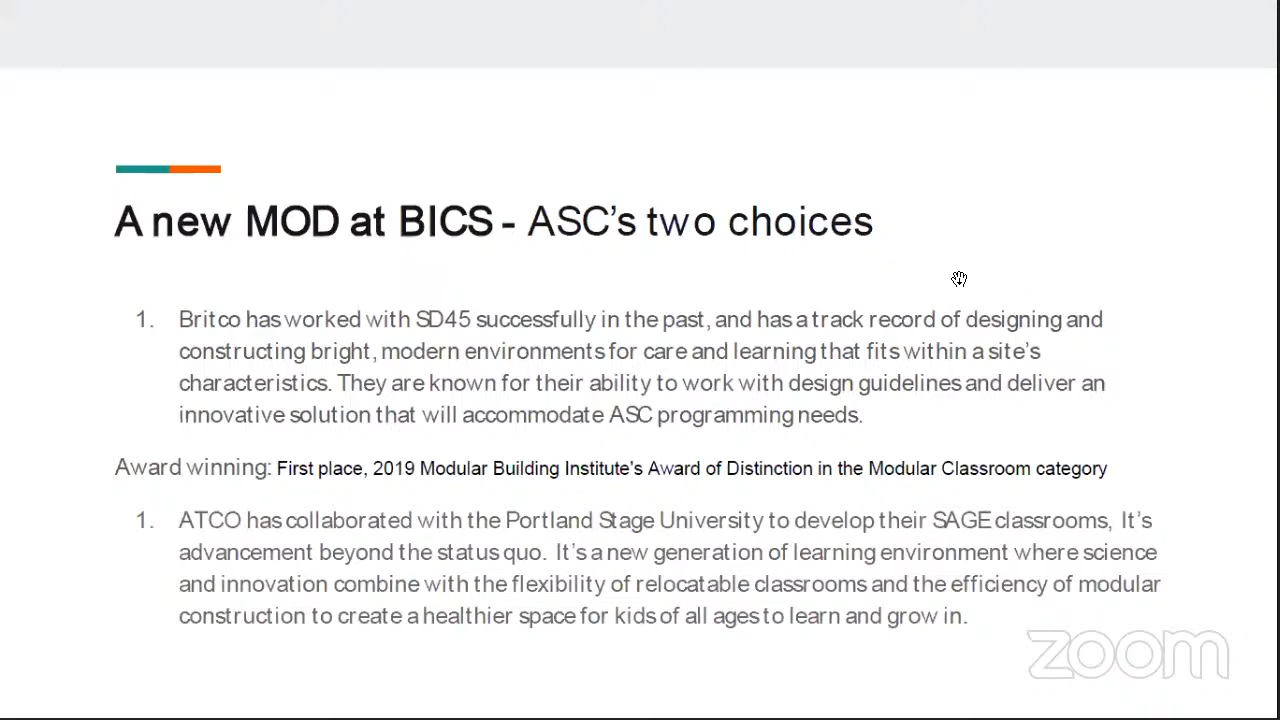 A new MOD at BICS - ASC's two choices
1. Britco has worked with SD45 successfully in the past, and has a track record of designing and
constructing bright, modern environments for care and learning that fits within a site's
characteristics. They are known for their ability to work with design guidelines and deliver an
innovative solution that will accommodate ASC programming needs.
Award winning: First place, 2019 Modular Building Institute's Award of Distinction in the Modular Classroom category
1. ATCO has collaborated with the Portland Stage University to develop their SAGE classrooms, It's
advancement beyond the status quo. It's a new generation of learning environment where science
and innovation combine with the flexibility of relocatable classrooms and the efficiency of modular
construction to create a healthier space for kids of all ages to learn and grow in.
zoom